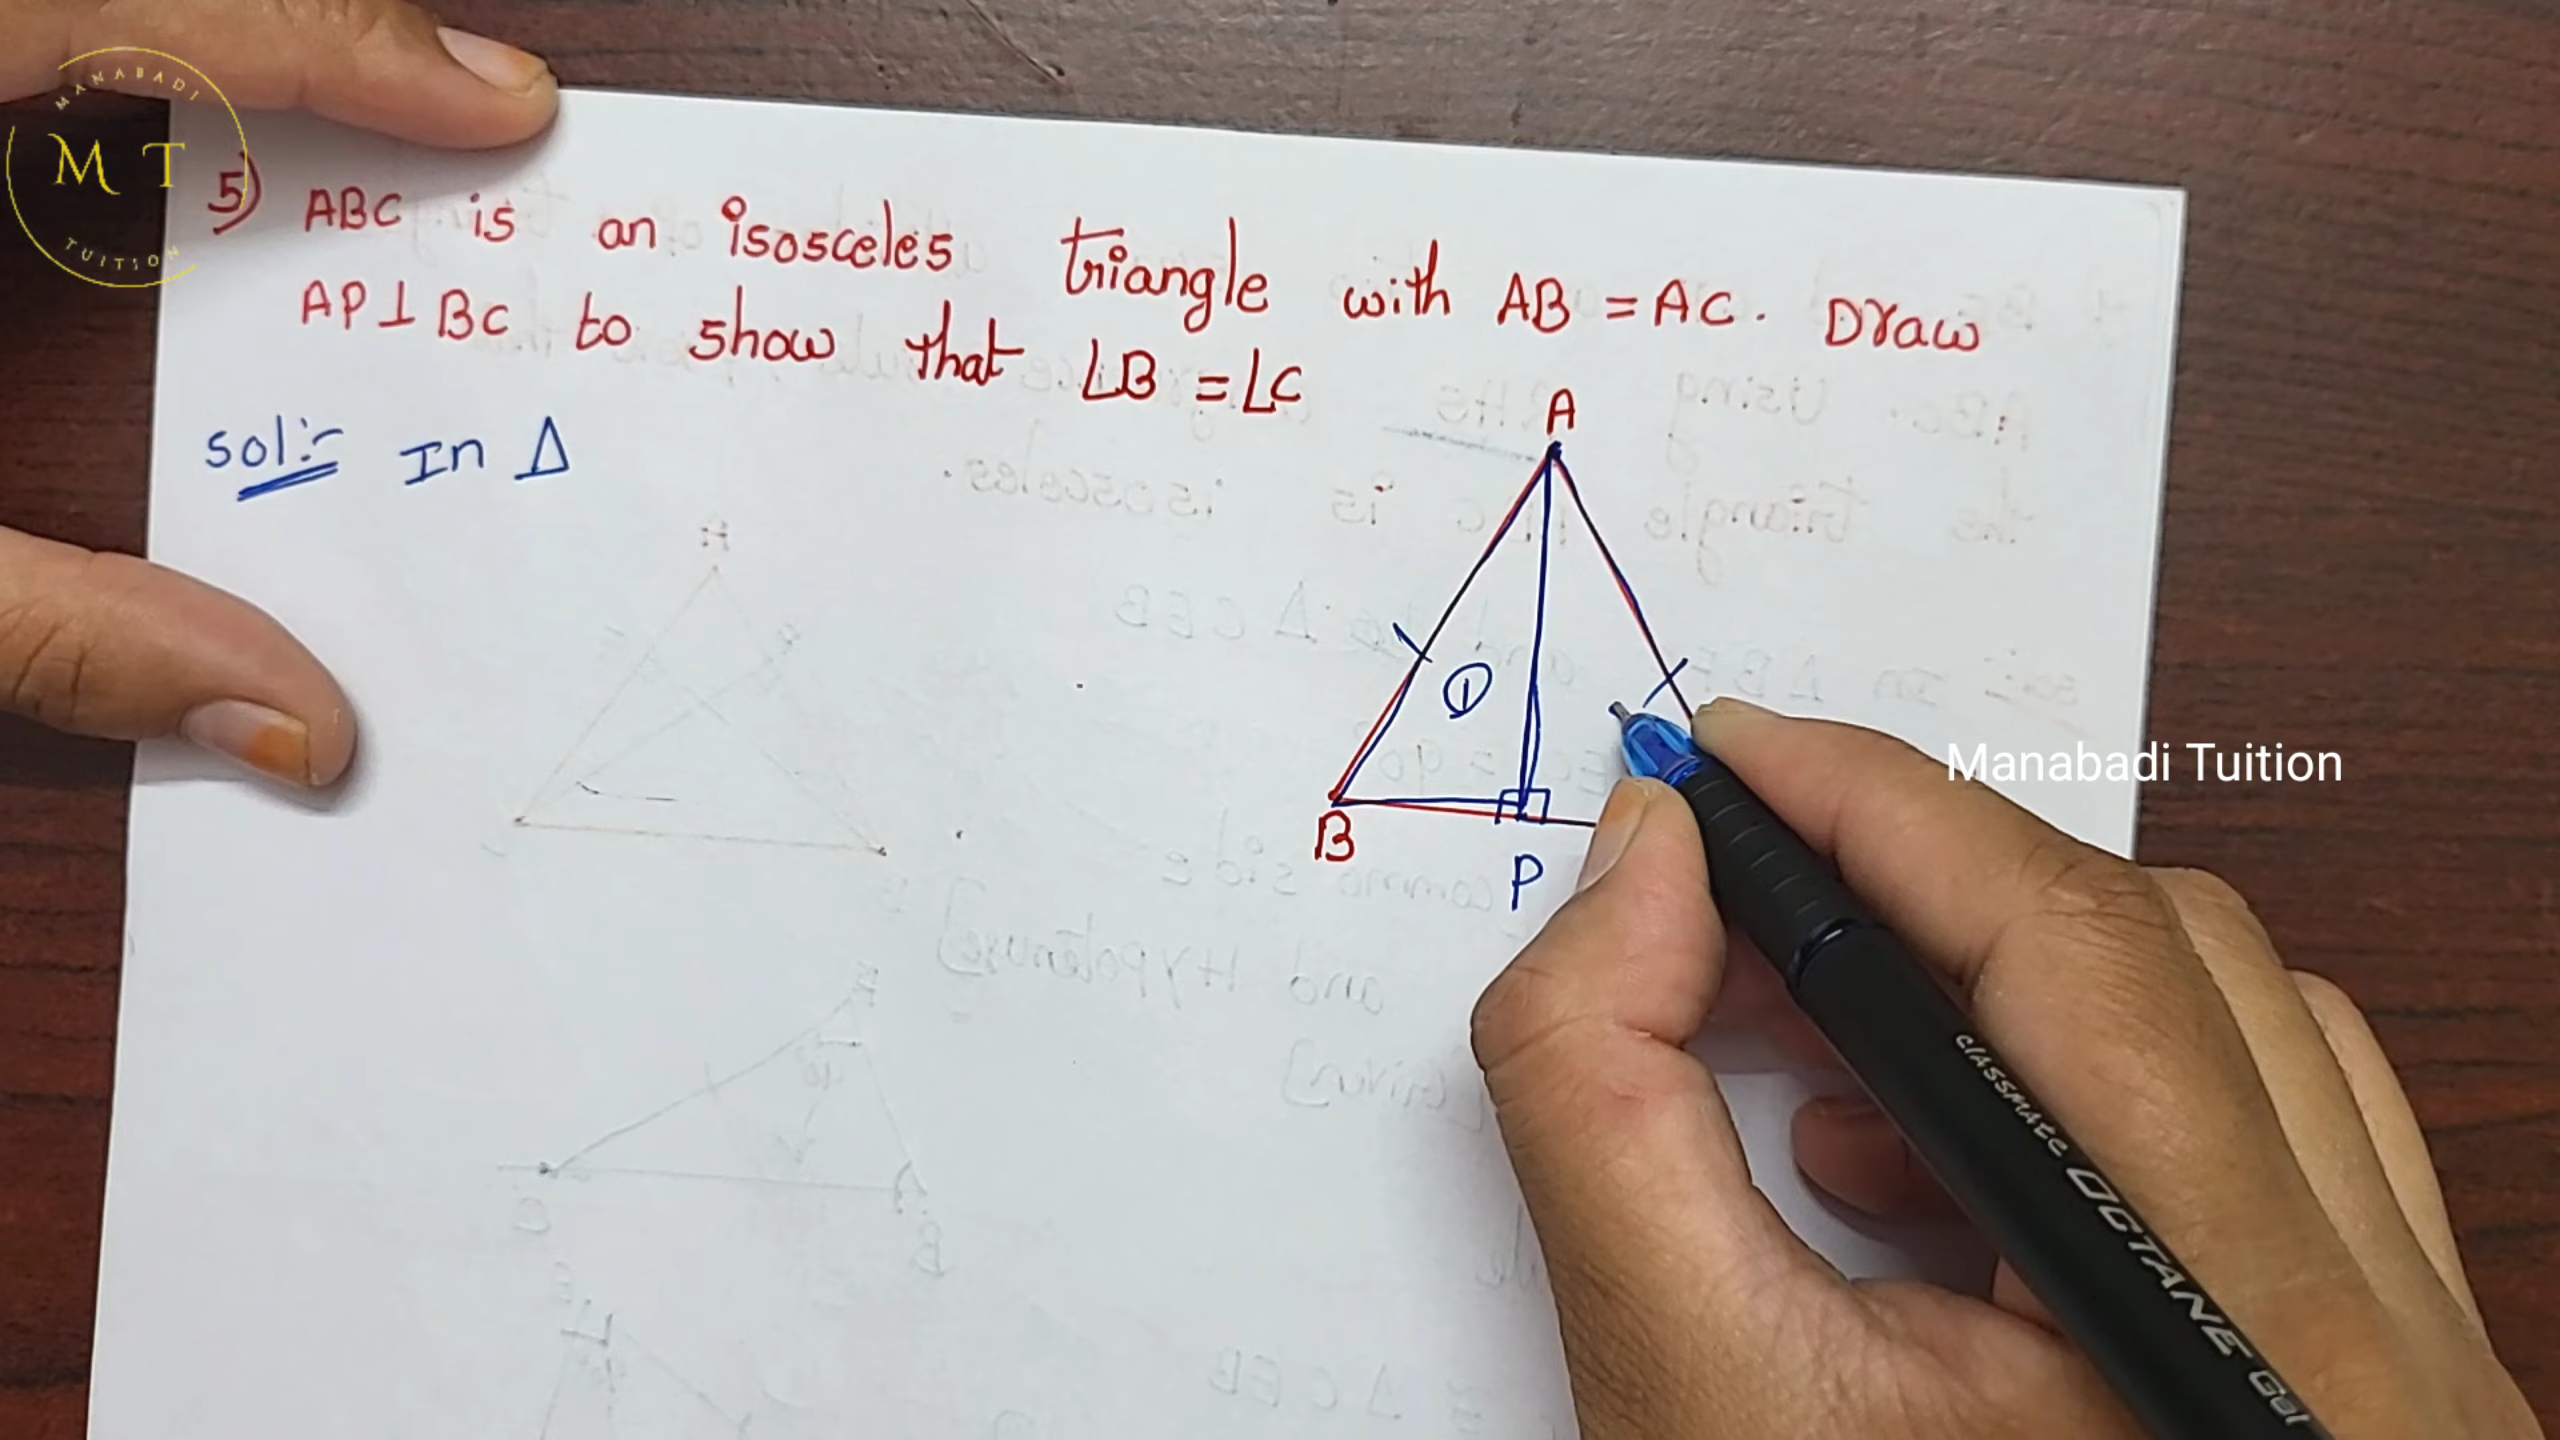 MANABADI
M T
TUITION
5) ABC is an isosceles triangle with AB = AC. Draw
AP⊥BC to show that ∠B = ∠C
Sol:- In Δ
A
①
B
P
Manabadi Tuition
classmate OCTANE Gel